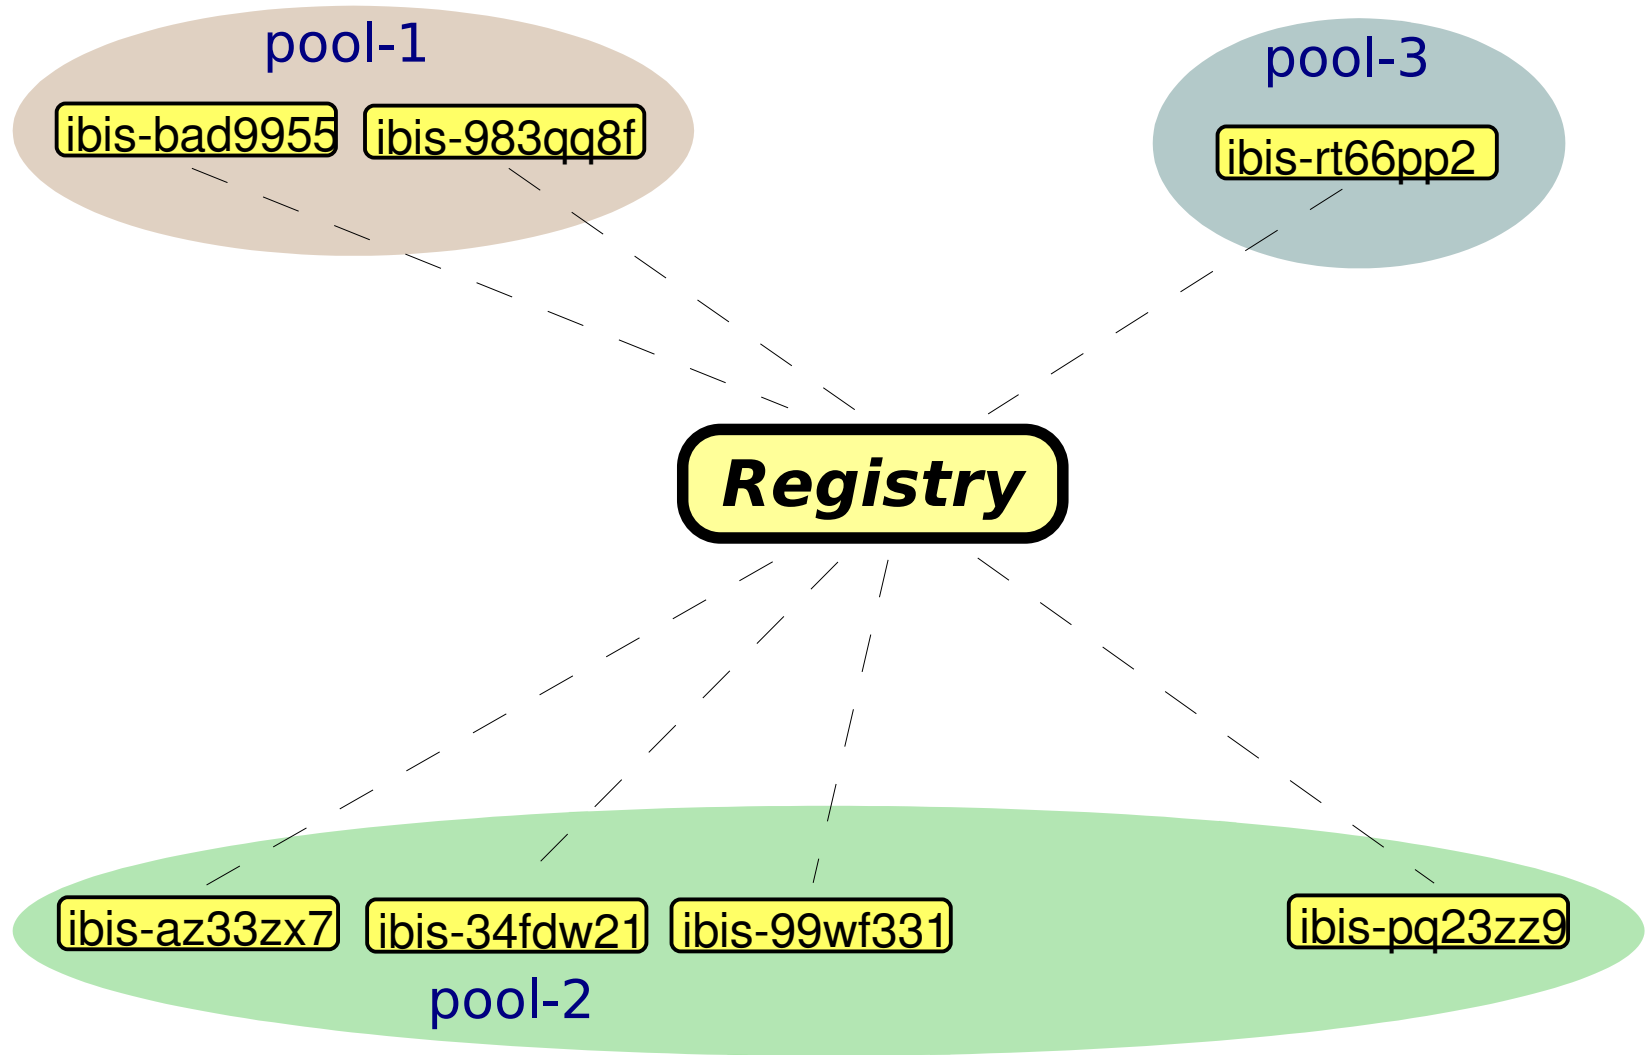 pool-1
ibis-bad9955
ibis-983qq8f
pool-3
ibis-rt66pp2
Registry
ibis-az33zx7
ibis-34fdw21
ibis-99wf331
ibis-pq23zz9
pool-2